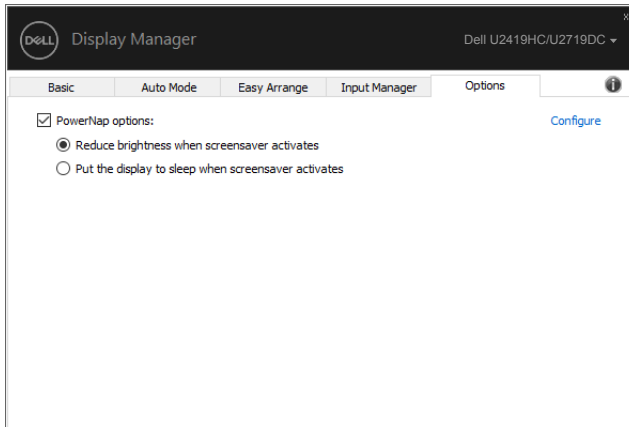 DELL Display Manager Dell U2419HC/U2719DC
Basic Auto Mode Easy Arrange Input Manager Options
PowerNap options: Configure
Reduce brightness when screensaver activates
Put the display to sleep when screensaver activates